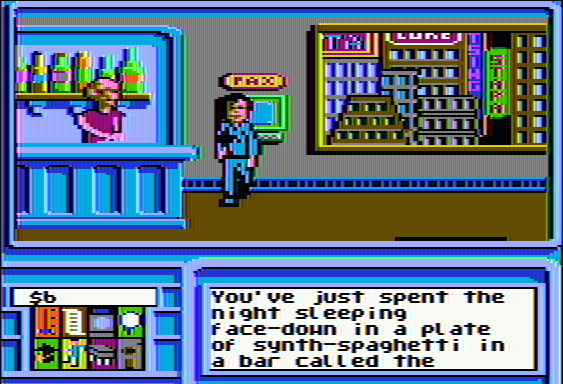 PAX
$6
You've just spent the
night sleeping
face-down in a plate
of synth-spaghetti in
a bar called the